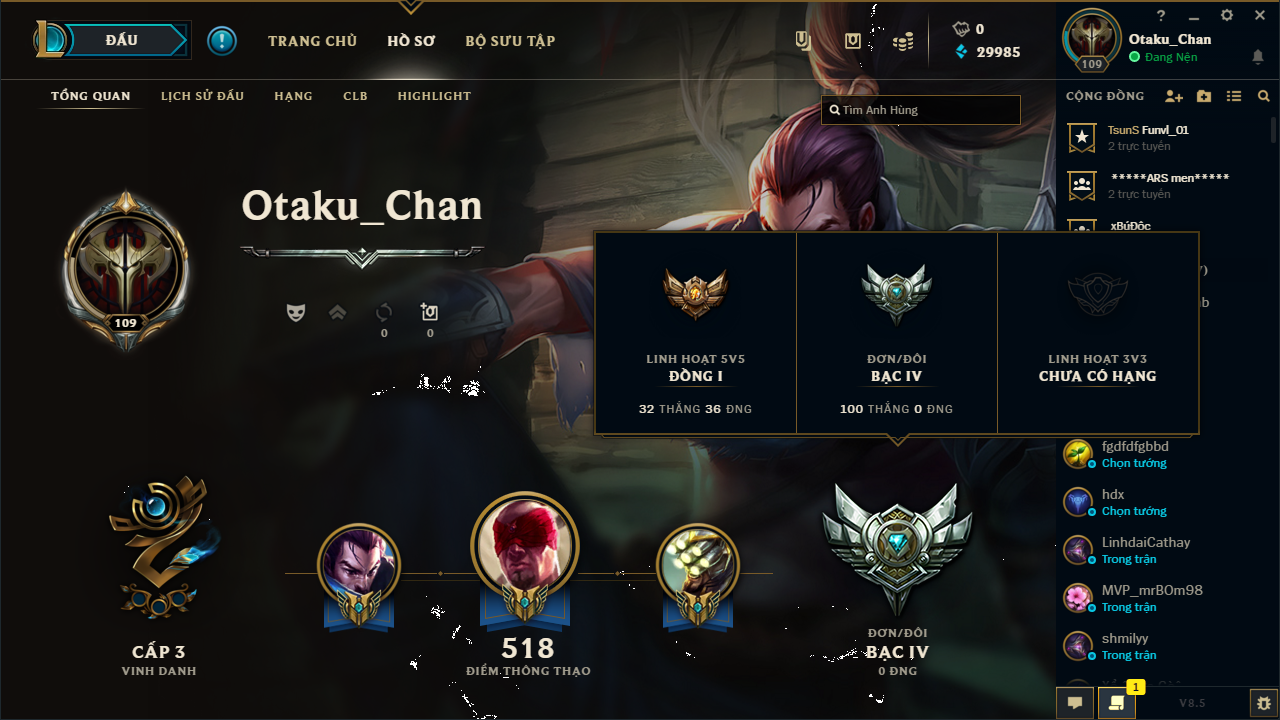 ĐẤU
!
TRANG CHỦ
HỒ SƠ
BỘ SƯU TẬP
0
29985
?
Otaku_Chan
109
Đang Nện
TỔNG QUAN
LỊCH SỬ ĐẤU
HẠNG
CLB
HIGHLIGHT
Tìm Anh Hùng
CỘNG ĐỒNG
TsunS Funvl_01
2 trực tuyến
*****ARS men*****
2 trực tuyến
xBúĐộc
Otaku_Chan
109
0
0
LINH HOẠT 5V5
ĐỒNG I
32 THẮNG 36 ĐNG
ĐƠN/ĐÔI
BẠC IV
100 THẮNG 0 ĐNG
LINH HOẠT 3V3
CHƯA CÓ HẠNG
fgdfdfgbbd
Chọn tướng
hdx
Chọn tướng
LinhdaiCathay
Trong trận
MVP_mrBOm98
Trong trận
shmilyy
Trong trận
CẤP 3
VINH DANH
518
ĐIỂM THÔNG THẠO
ĐƠN/ĐÔI
BẠC IV
0 ĐNG
1
V8.5